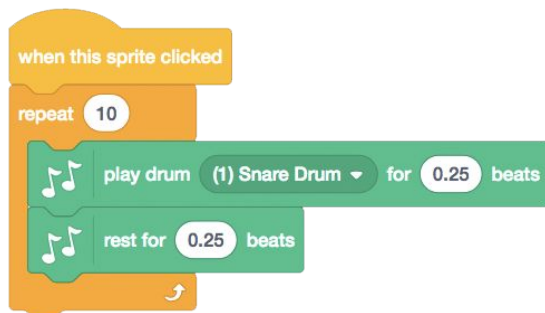 when this sprite clicked
repeat 10
play drum (1) Snare Drum for 0.25 beats
rest for 0.25 beats